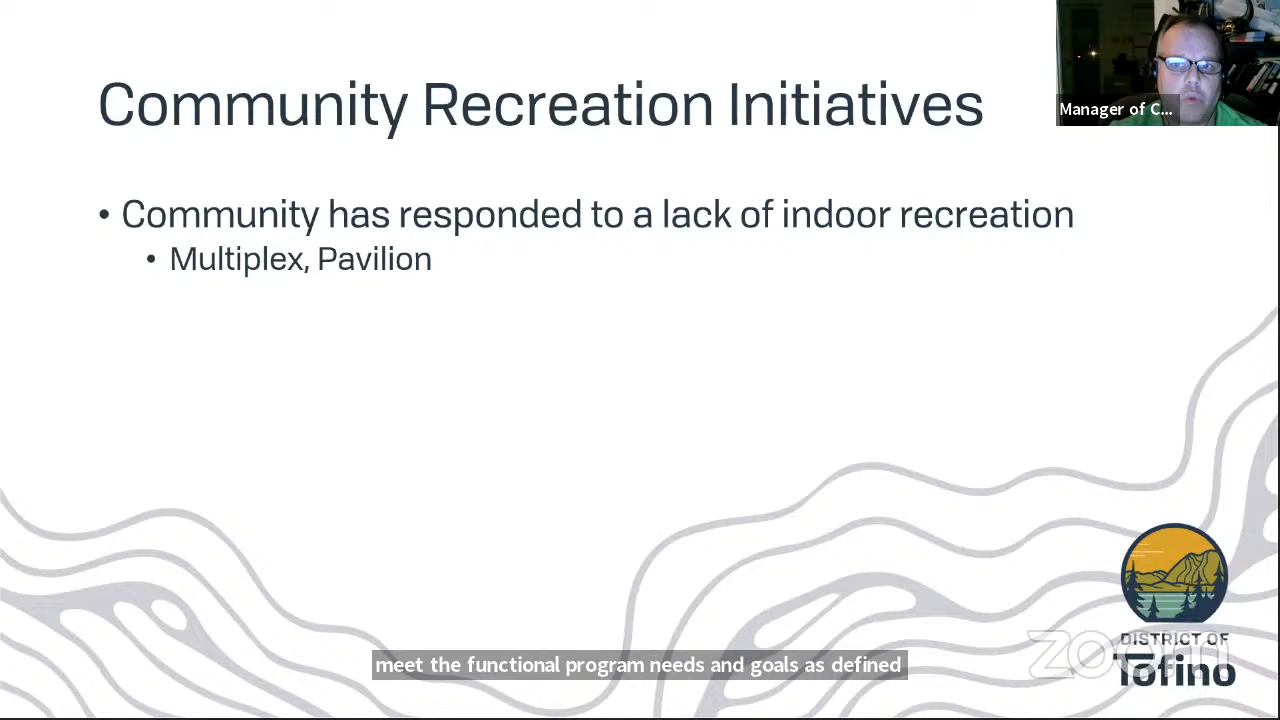 Community Recreation Initiatives
Manager of C...
• Community has responded to a lack of indoor recreation
• Multiplex, Pavilion
DISTRICT OF
Tofino
zoom
meet the functional program needs and goals as defined